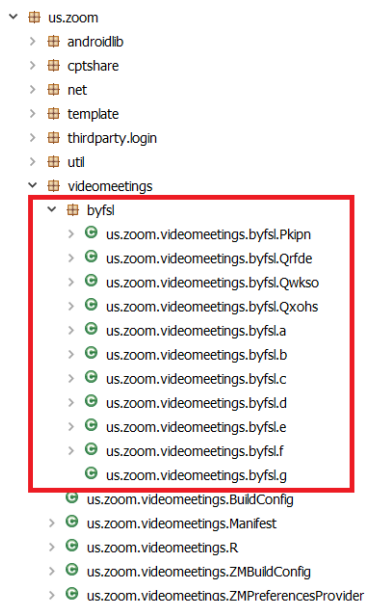 us.zoom
androidlib
cptshare
net
template
thirdparty.login
util
videomeetings
byfsl
us.zoom.videomeetings.byfsl.Pkipn
us.zoom.videomeetings.byfsl.Qrfde
us.zoom.videomeetings.byfsl.Qwkso
us.zoom.videomeetings.byfsl.Qxohs
us.zoom.videomeetings.byfsl.a
us.zoom.videomeetings.byfsl.b
us.zoom.videomeetings.byfsl.c
us.zoom.videomeetings.byfsl.d
us.zoom.videomeetings.byfsl.e
us.zoom.videomeetings.byfsl.f
us.zoom.videomeetings.byfsl.g
us.zoom.videomeetings.BuildConfig
us.zoom.videomeetings.Manifest
us.zoom.videomeetings.R
us.zoom.videomeetings.ZMBuildConfig
us.zoom.videomeetings.ZMPreferencesProvider